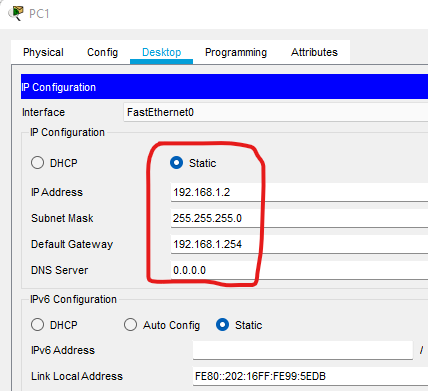 PC1
Physical Config Desktop Programming Attributes
IP Configuration
Interface FastEthernet0
IP Configuration
DHCP Static
IP Address 192.168.1.2
Subnet Mask 255.255.255.0
Default Gateway 192.168.1.254
DNS Server 0.0.0.0
IPv6 Configuration
DHCP Auto Config Static
IPv6 Address /
Link Local Address FE80::202:16FF:FE99:5EDB